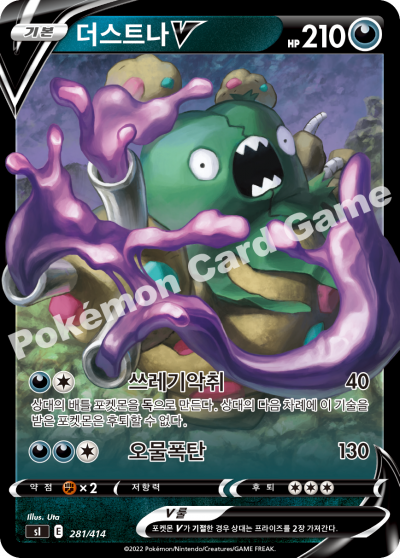 기본 더스트나 V HP 210
Pokémon Card Game
쓰레기악취 40
상대의 배틀 포켓몬을 독으로 만든다. 상대의 다음 차례에 이 기술을
받은 포켓몬은 후퇴할 수 없다.
오물폭탄 130
약점 ×2 저항력 후퇴
V룰
포켓몬 V가 기절한 경우 상대는 프라이즈를 2장 가져간다.
Illus. Uta
sI E 281/414
©2022 Pokémon/Nintendo/Creatures/GAME FREAK.